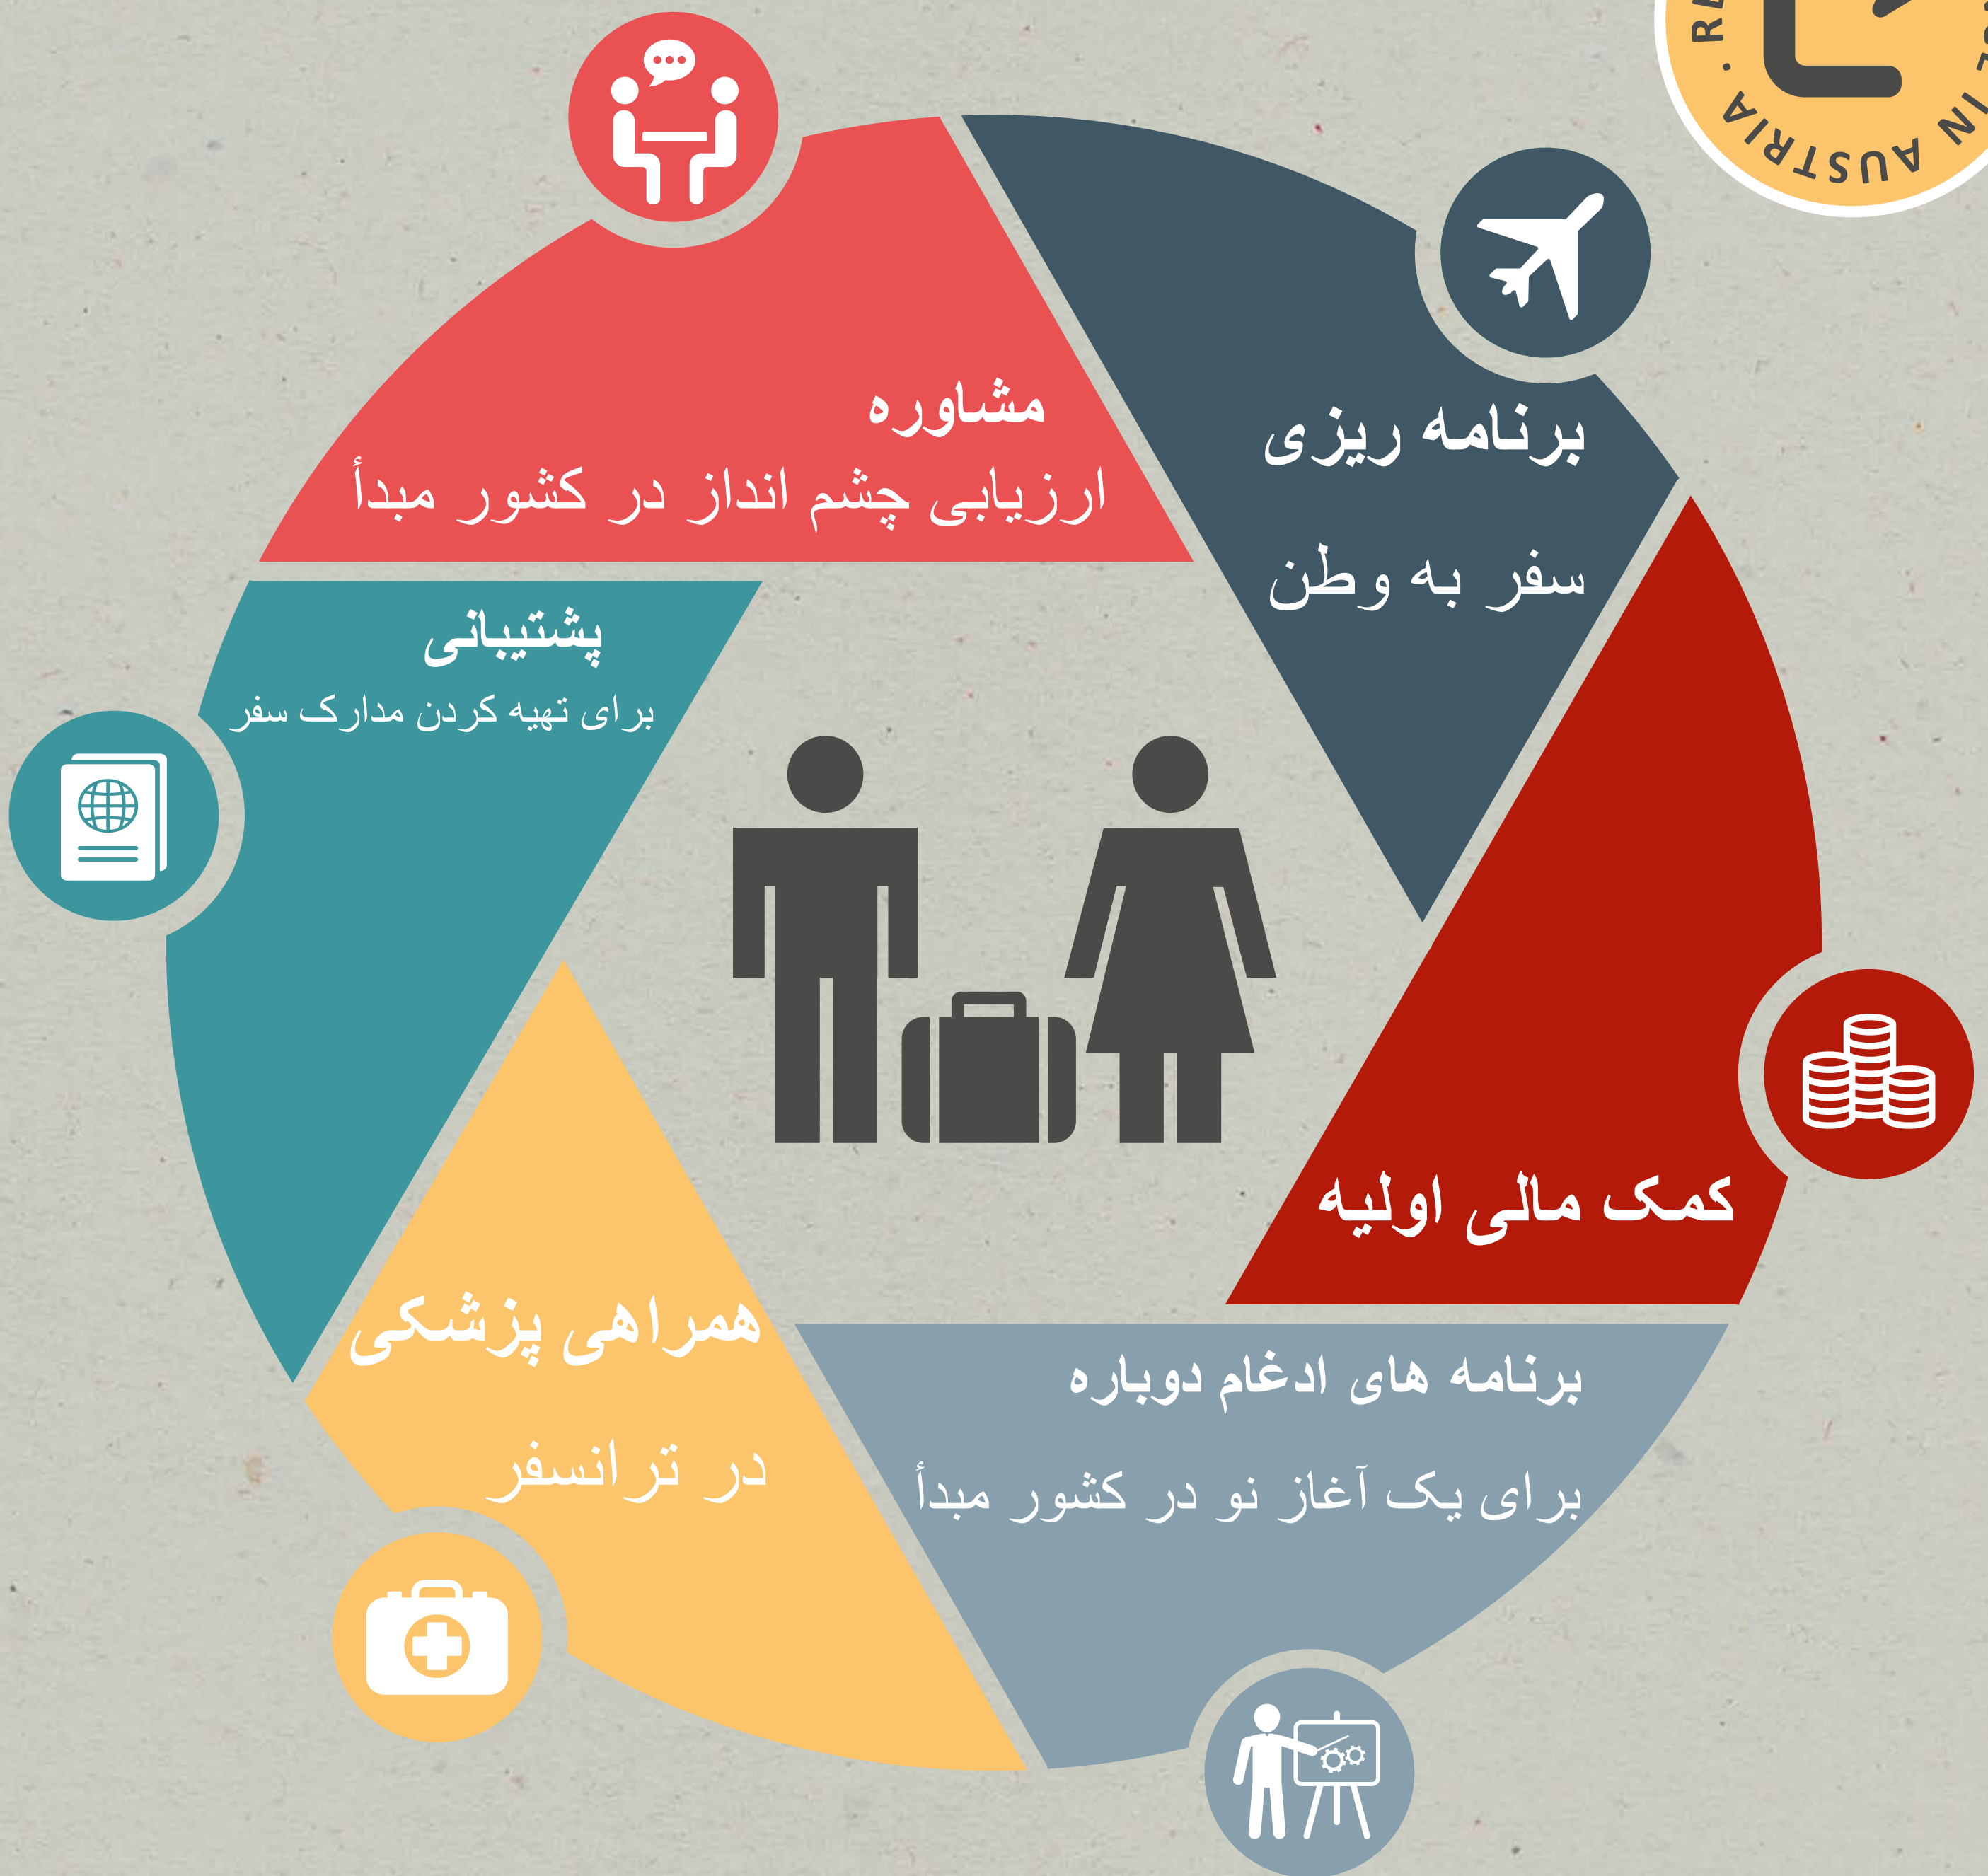 مشاوره
ارزیابی چشم انداز در کشور مبدأ
برنامه ریزی
سفر به وطن
پشتیبانی
برای تهیه کردن مدارک سفر
کمک مالی اولیه
همراهی پزشکی
در ترانسفر
برنامه های ادغام دوباره
برای یک آغاز نو در کشور مبدأ
IN AUSTRIA